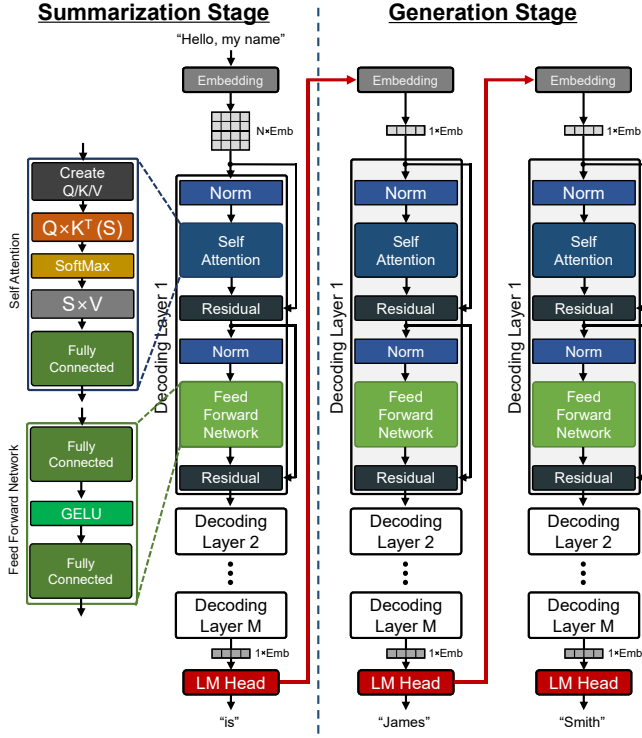 Summarization Stage
Generation Stage
“Hello, my name”
Embedding
N×Emb
Create
Q/K/V
Q×Kᵀ(S)
SoftMax
S×V
Fully
Connected
Self Attention
Fully
Connected
GELU
Fully
Connected
Feed Forward Network
Decoding Layer 1
Norm
Self
Attention
Residual
Norm
Feed
Forward
Network
Residual
Decoding
Layer 2
Decoding
Layer M
1×Emb
LM Head
“is”
Embedding
1×Emb
Decoding Layer 1
Norm
Self
Attention
Residual
Norm
Feed
Forward
Network
Residual
Decoding
Layer 2
Decoding
Layer M
1×Emb
LM Head
“James”
Embedding
1×Emb
Decoding Layer 1
Norm
Self
Attention
Residual
Norm
Feed
Forward
Network
Residual
Decoding
Layer 2
Decoding
Layer M
1×Emb
LM Head
“Smith”